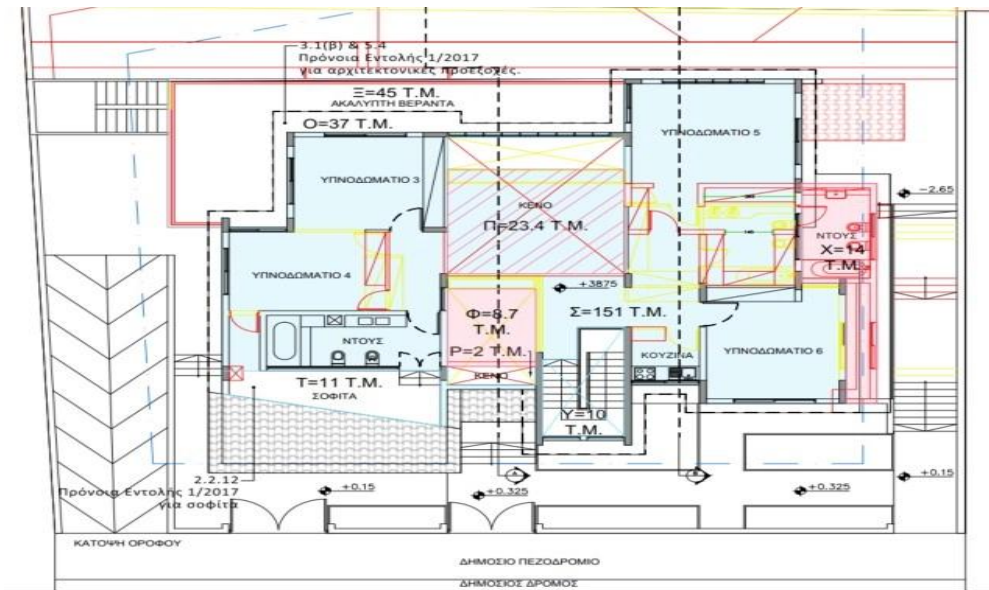 3.1(β) & 5.4
Πρόνοια Εντολής 1/2017
για αρχιτεκτονικές προεξοχές.
Ξ=45 Τ.Μ.
ΑΚΑΛΥΠΤΗ ΒΕΡΑΝΤΑ
Ο=37 Τ.Μ.
ΥΠΝΟΔΩΜΑΤΙΟ 5
ΥΠΝΟΔΩΜΑΤΙΟ 3
ΚΕΝΟ
Π=23.4 Τ.Μ.
-2.65
ΝΤΟΥΣ
Χ=14
Τ.Μ.
ΥΠΝΟΔΩΜΑΤΙΟ 4
+3875
Φ=8.7
Τ.Μ.
Σ=151 Τ.Μ.
ΝΤΟΥΣ
Ρ=2 Τ.Μ.
ΚΟΥΖΙΝΑ
ΥΠΝΟΔΩΜΑΤΙΟ 6
ΚΕΝΟ
Τ=11 Τ.Μ.
ΣΟΦΙΤΑ
Υ=10
Τ.Μ.
2.2.12
Πρόνοια Εντολής 1/2017
για σοφίτα
+0.15
+0.325
+0.325
+0.15
ΚΑΤΟΨΗ ΟΡΟΦΟΥ
ΔΗΜΟΣΙΟ ΠΕΖΟΔΡΟΜΙΟ
ΔΗΜΟΣΙΟΣ ΔΡΟΜΟΣ